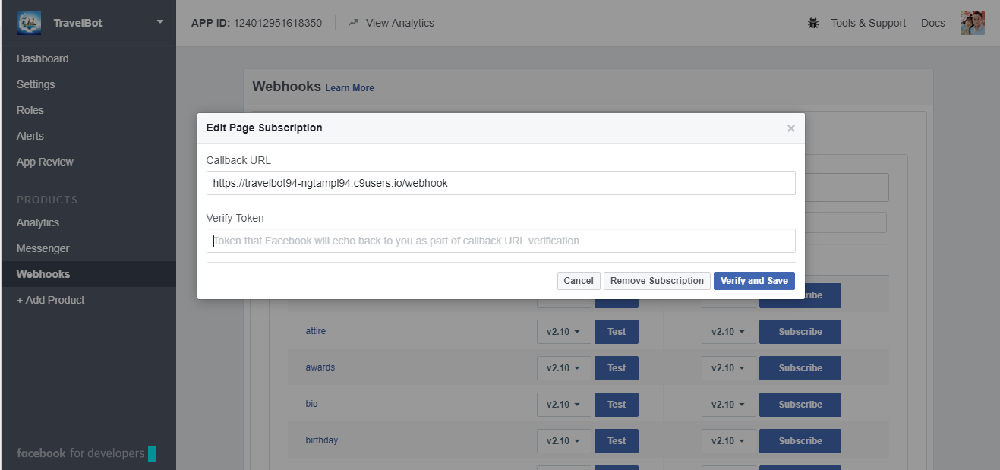 TravelBot
APP ID: 124012951618350
View Analytics
Tools & Support
Docs
Dashboard
Settings
Roles
Alerts
App Review
PRODUCTS
Analytics
Messenger
Webhooks
+ Add Product
facebook for developers
Webhooks Learn More
Edit Page Subscription
×
Callback URL
https://travelbot94-ngtampl94.c9users.io/webhook
Verify Token
Token that Facebook will echo back to you as part of callback URL verification.
Cancel Remove Subscription Verify and Save
attire v2.10 Test v2.10 Subscribe
awards v2.10 Test v2.10 Subscribe
bio v2.10 Test v2.10 Subscribe
birthday v2.10 Test v2.10 Subscribe